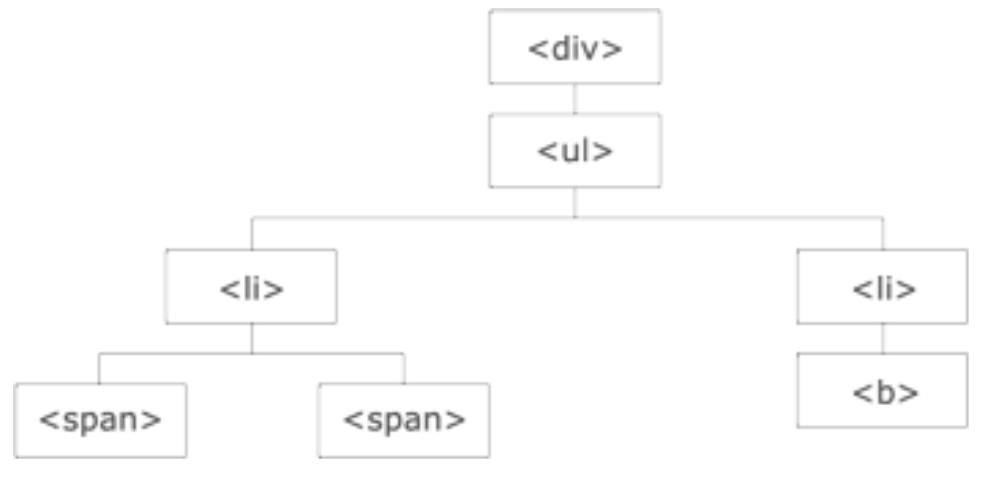 <div>
<ul>
<li>
<li>
<span>
<span>
<b>